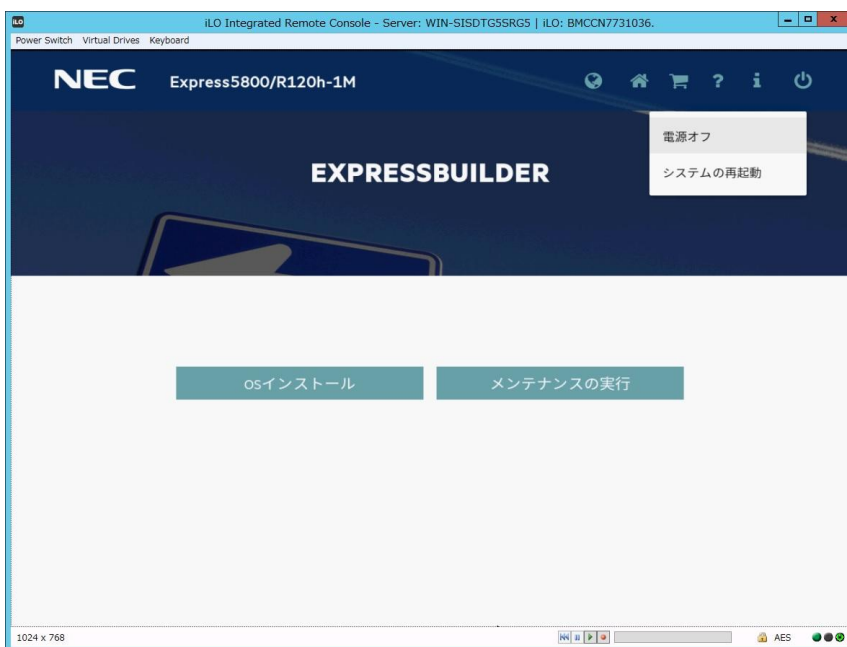 iLO
iLO Integrated Remote Console - Server: WIN-SISDTG5SRG5 | iLO: BMCCN7731036.
Power Switch Virtual Drives Keyboard
NEC Express5800/R120h-1M
電源オフ
システムの再起動
EXPRESSBUILDER
OSインストール メンテナンスの実行
1024 x 768 AES